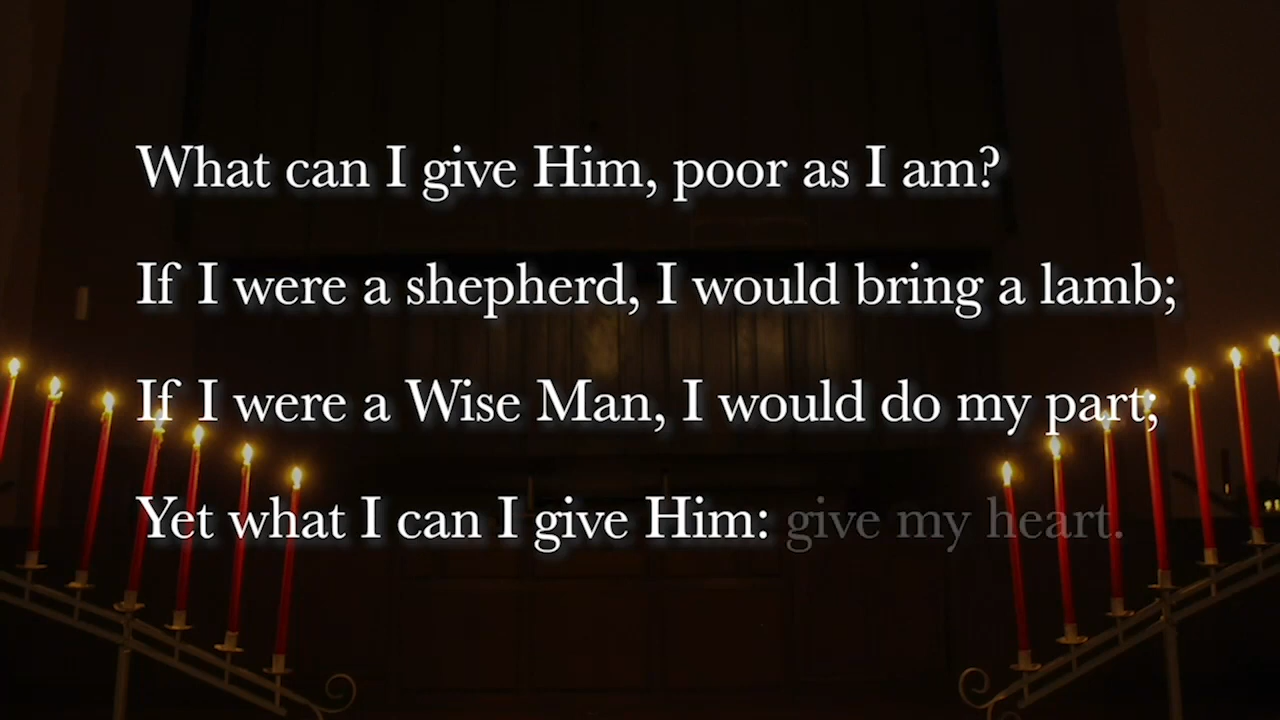 What can I give Him, poor as I am?
If I were a shepherd, I would bring a lamb;
If I were a Wise Man, I would do my part;
Yet what I can I give Him: give my heart.